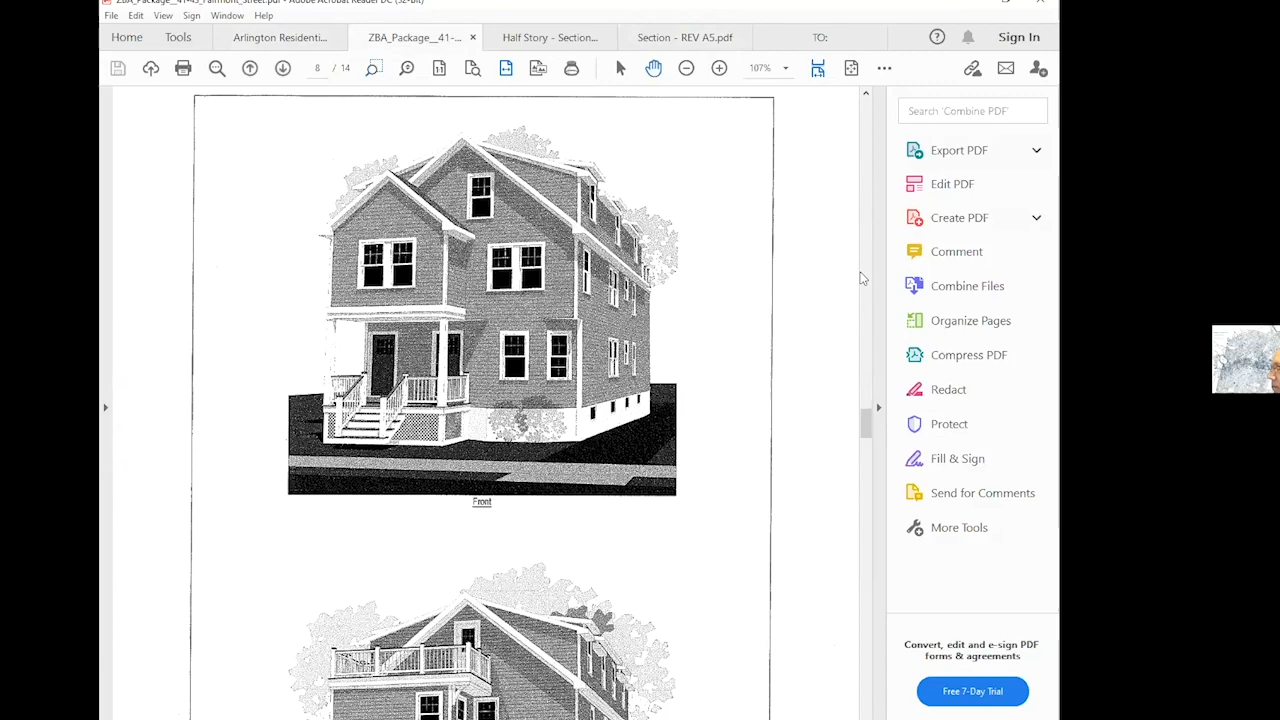 ZBA_Package__41-43_Fairmont_Street.pdf - Adobe Acrobat Reader DC (32-bit)
File Edit View Sign Window Help
Home Tools Arlington Residenti... ZBA_Package__41-... × Half Story - Section... Section - REV A5.pdf TO: Sign In
8 / 14 107%
Search 'Combine PDF'
Export PDF
Edit PDF
Create PDF
Comment
Combine Files
Organize Pages
Compress PDF
Redact
Protect
Fill & Sign
Send for Comments
More Tools
Front
Convert, edit and e-sign PDF
forms & agreements
Free 7-Day Trial